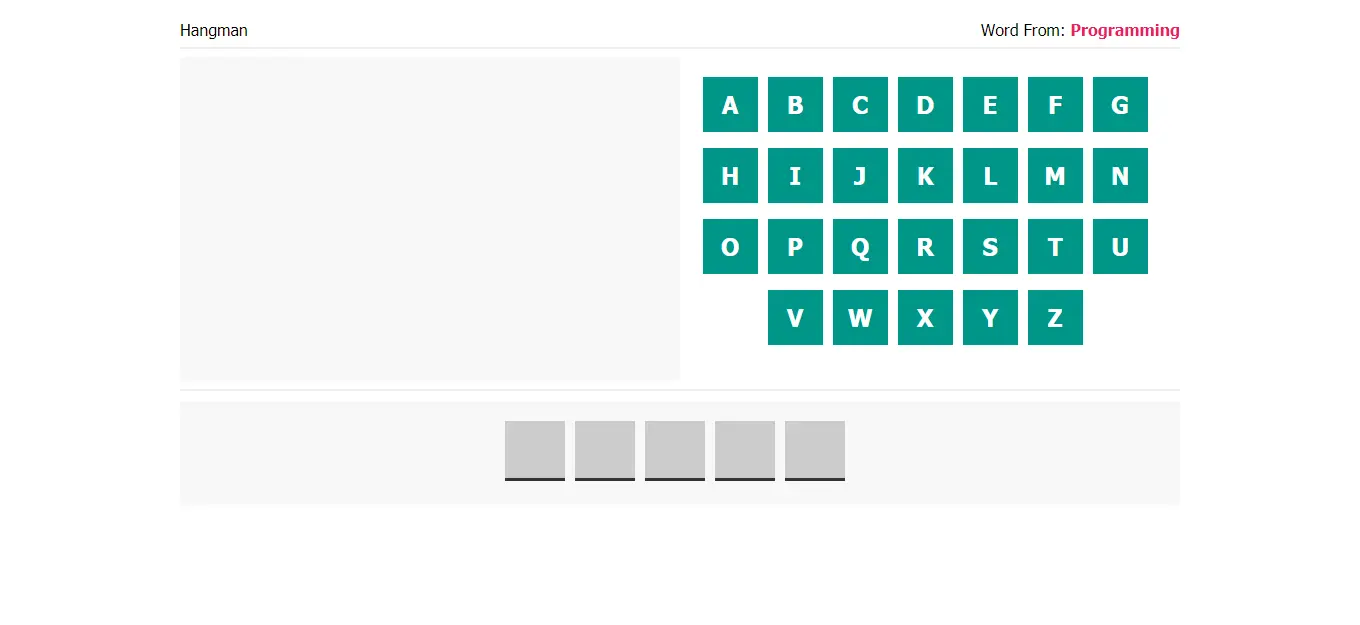 Hangman
Word From: Programming
A B C D E F G
H I J K L M N
O P Q R S T U
V W X Y Z